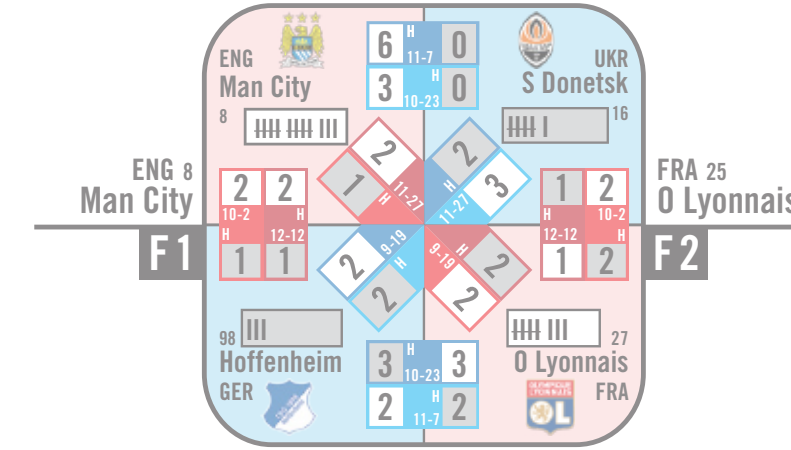 ENG
Man City
8
6 H 11-7 0
3 H 10-23 0
UKR
S Donetsk
16
ENG 8
Man City
F1
FRA 25
O Lyonnais
F2
2 2
10-2 H
H 12-12
1 1
2
11-27
1 H
2 H
11-27
3
1 2
H 10-2
12-12 H
1 2
2 9-19
H
2
H 2
9-19
2
98
Hoffenheim
GER
3 H 10-23 3
2 H 11-7 2
27
O Lyonnais
FRA
OLYMPIQUE
LYONNAIS
OL